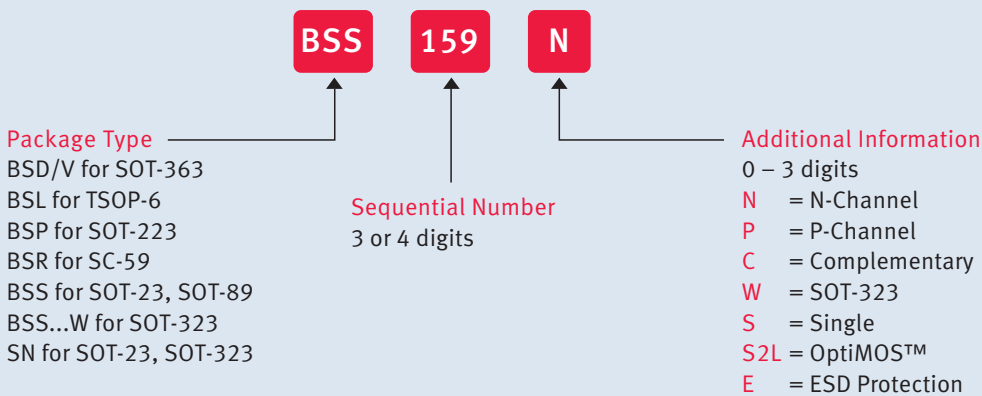 BSS 159 N
Package Type
BSD/V for SOT-363
BSL for TSOP-6
BSP for SOT-223
BSR for SC-59
BSS for SOT-23, SOT-89
BSS...W for SOT-323
SN for SOT-23, SOT-323
Sequential Number
3 or 4 digits
Additional Information
0 – 3 digits
N = N-Channel
P = P-Channel
C = Complementary
W = SOT-323
S = Single
S2L = OptiMOS™
E = ESD Protection